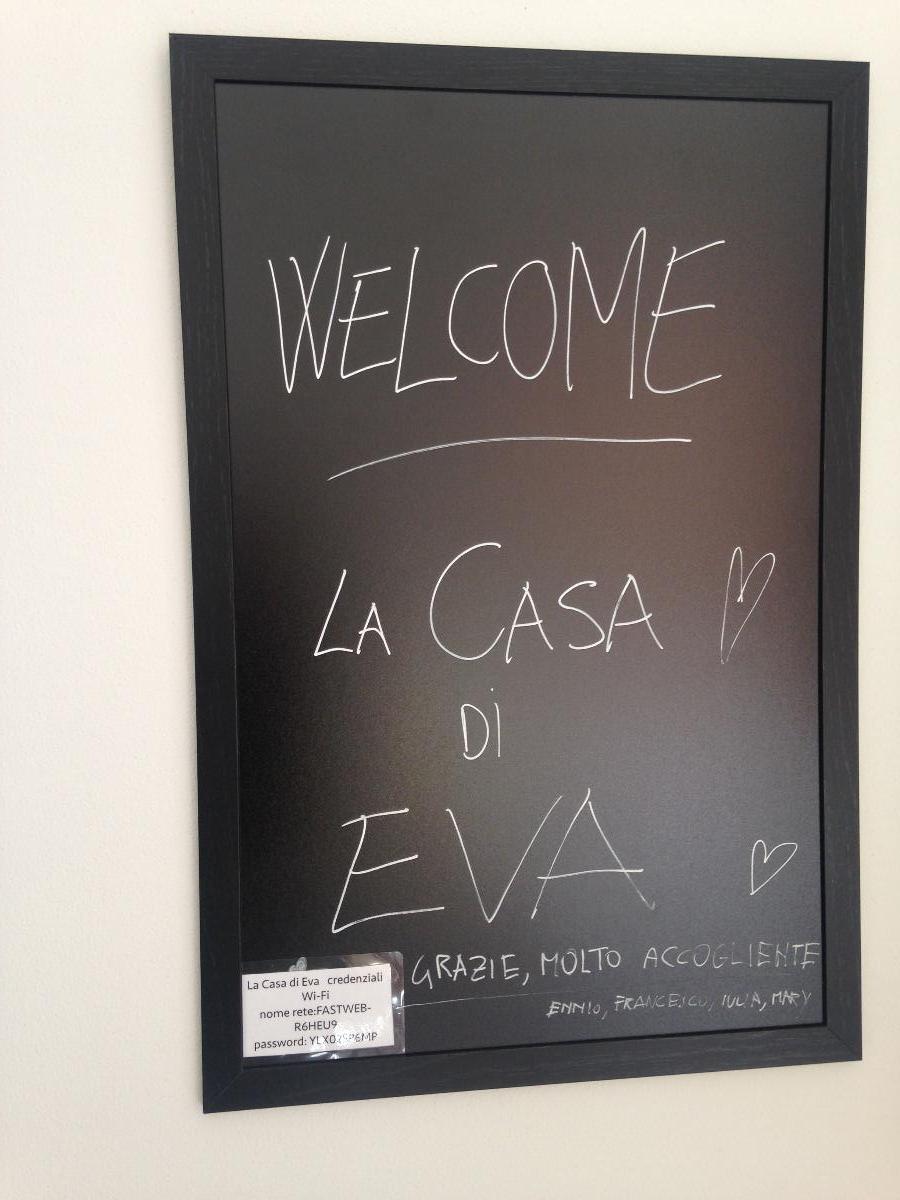 WELCOME
LA CASA
Di
EVA
GRAZIE, MOLTO ACCOGLIENTE
ENNIO, FRANCESCO, IULIA, MARY
La Casa di Eva credenziali
Wi-Fi
nome rete:FASTWEB-
R6HEU9
password: